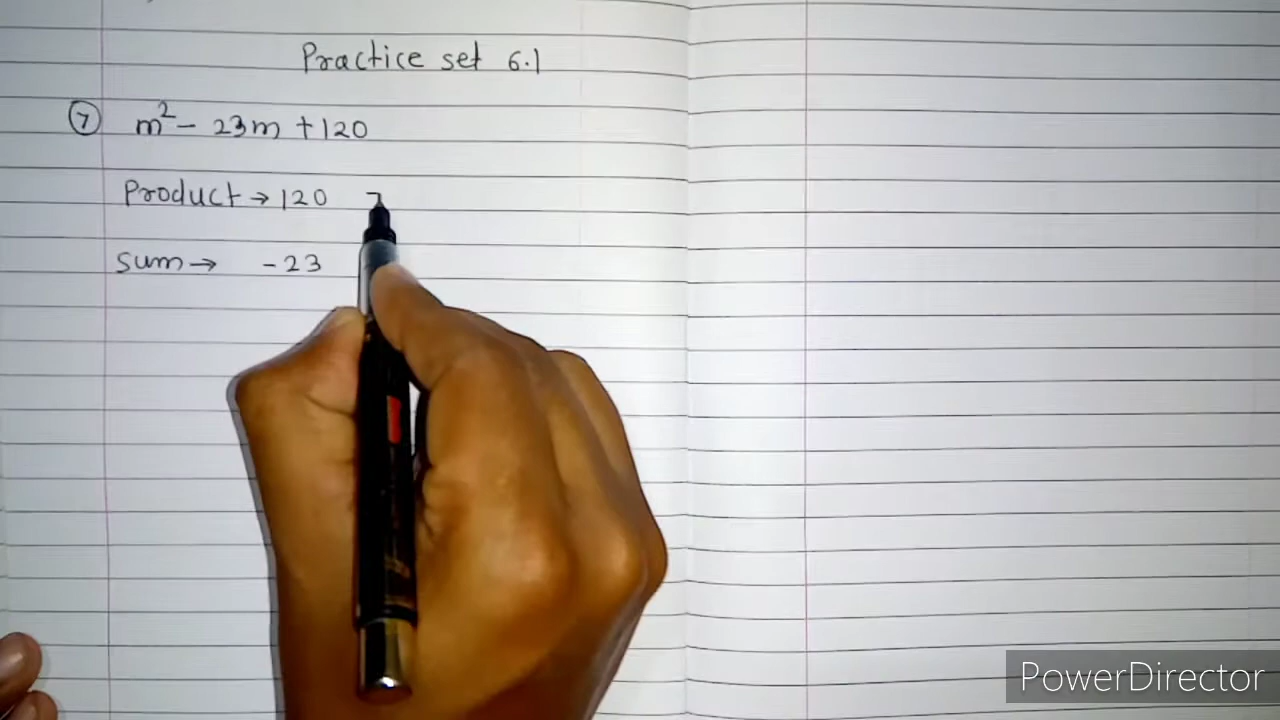 Practice set 6.1
7 m² - 23m + 120
Product → 120
Sum → -23
PowerDirector